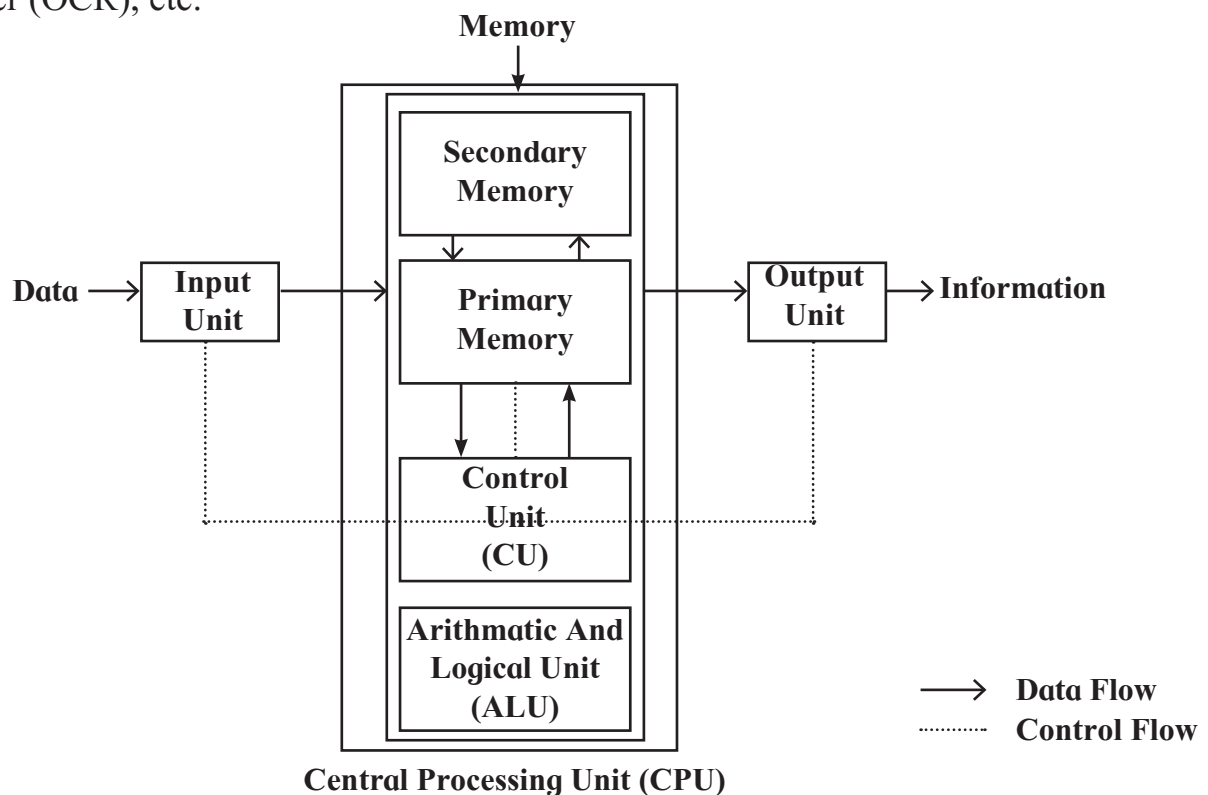 (OCR), etc.
Memory
Secondary
Memory
Data
Input
Unit
Primary
Memory
Output
Unit
Information
Control
Unit
(CU)
Arithmatic And
Logical Unit
(ALU)
Data Flow
Control Flow
Central Processing Unit (CPU)